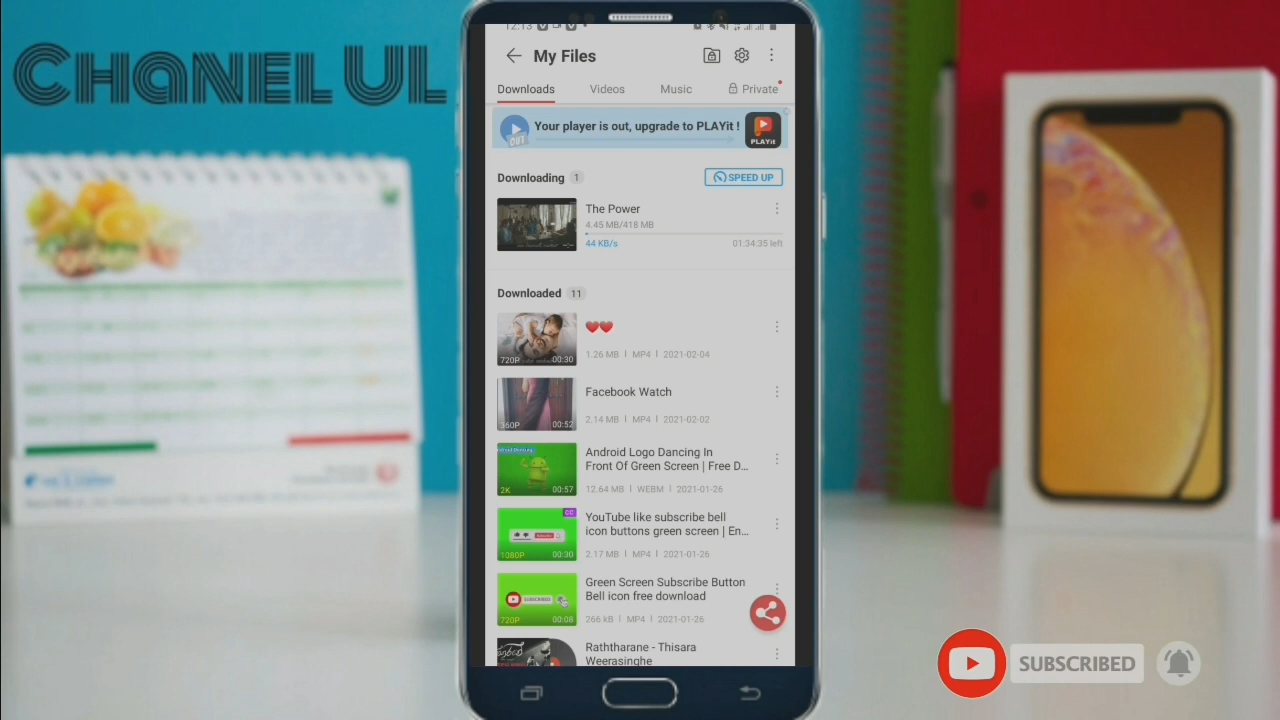 CHANEL UL
12:13
My Files
Downloads
Videos
Music
Private
Your player is out, upgrade to PLAYit !
OUT
PLAYit
Downloading 1
SPEED UP
The Power
4.45 MB/418 MB
44 KB/s
01:34:35 left
Downloaded 11
❤️❤️
720P 00:30
1.26 MB | MP4 | 2021-02-04
Facebook Watch
360P 00:52
2.14 MB | MP4 | 2021-02-02
Android Logo Dancing In
Front Of Green Screen | Free D...
2K 00:57
12.64 MB | WEBM | 2021-01-26
CC
YouTube like subscribe bell
icon buttons green screen | En...
1080P 00:30
2.17 MB | MP4 | 2021-01-26
Green Screen Subscribe Button
Bell icon free download
SUBSCRIBED
720P 00:08
266 kB | MP4 | 2021-01-26
Raththarane - Thisara
Weerasinghe
SUBSCRIBED